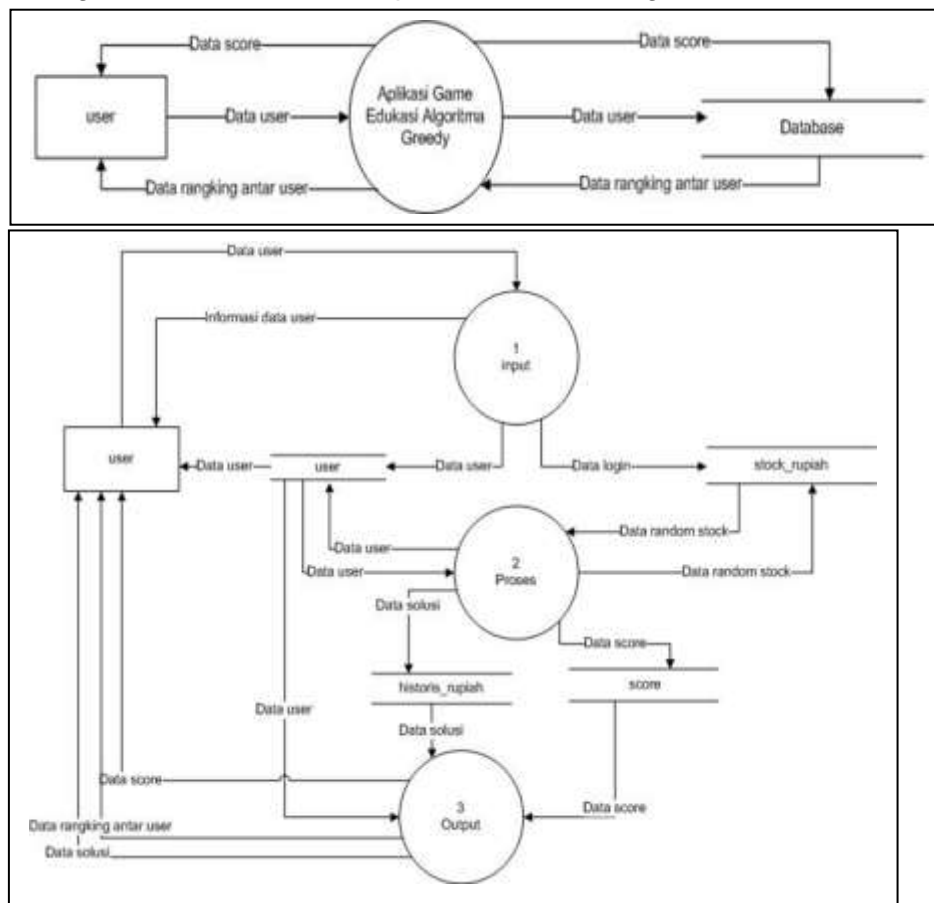 Data score
Data score
Aplikasi Game
Edukasi Algoritma
Greedy
user
Data user
Data user
Database
Data rangking antar user
Data rangking antar user
Data user
Informasi data user
1
input
user
Data user
user
Data user
Data login
stock_rupiah
Data random stock
Data user
2
Proses
Data user
Data random stock
Data solusi
Data score
historis_rupiah
score
Data user
Data solusi
Data score
3
Output
Data score
Data rangking antar user
Data solusi